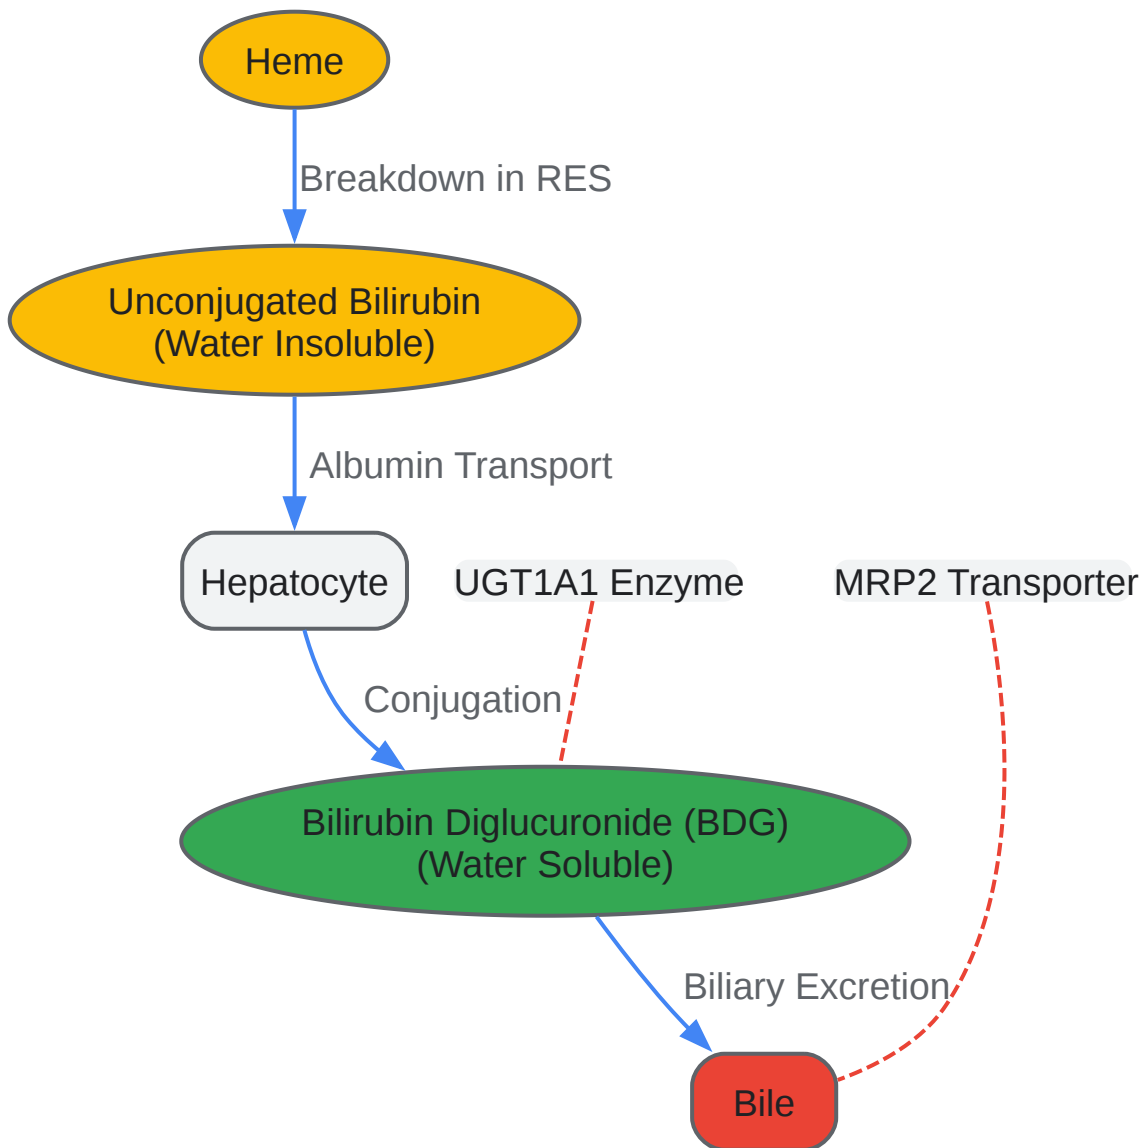 Heme
Breakdown in RES
Unconjugated Bilirubin
(Water Insoluble)
Albumin Transport
Hepatocyte
UGT1A1 Enzyme
MRP2 Transporter
Conjugation
Bilirubin Diglucuronide (BDG)
(Water Soluble)
Biliary Excretion
Bile